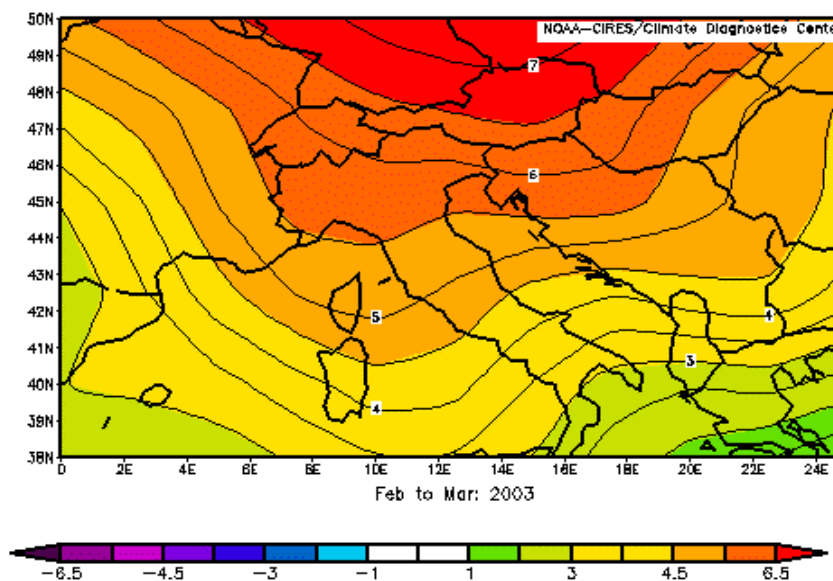 50N
NOAA-CIRES/Climate Diagnostics Cente
49N
48N
47N
46N
45N
44N
43N
42N
41N
40N
39N
38N
7
6
5
4
4
3
0 2E 4E 6E 8E 10E 12E 14E 16E 18E 20E 22E 24E
Feb to Mar: 2003
-6.5 -4.5 -3 -1 1 3 4.5 6.5